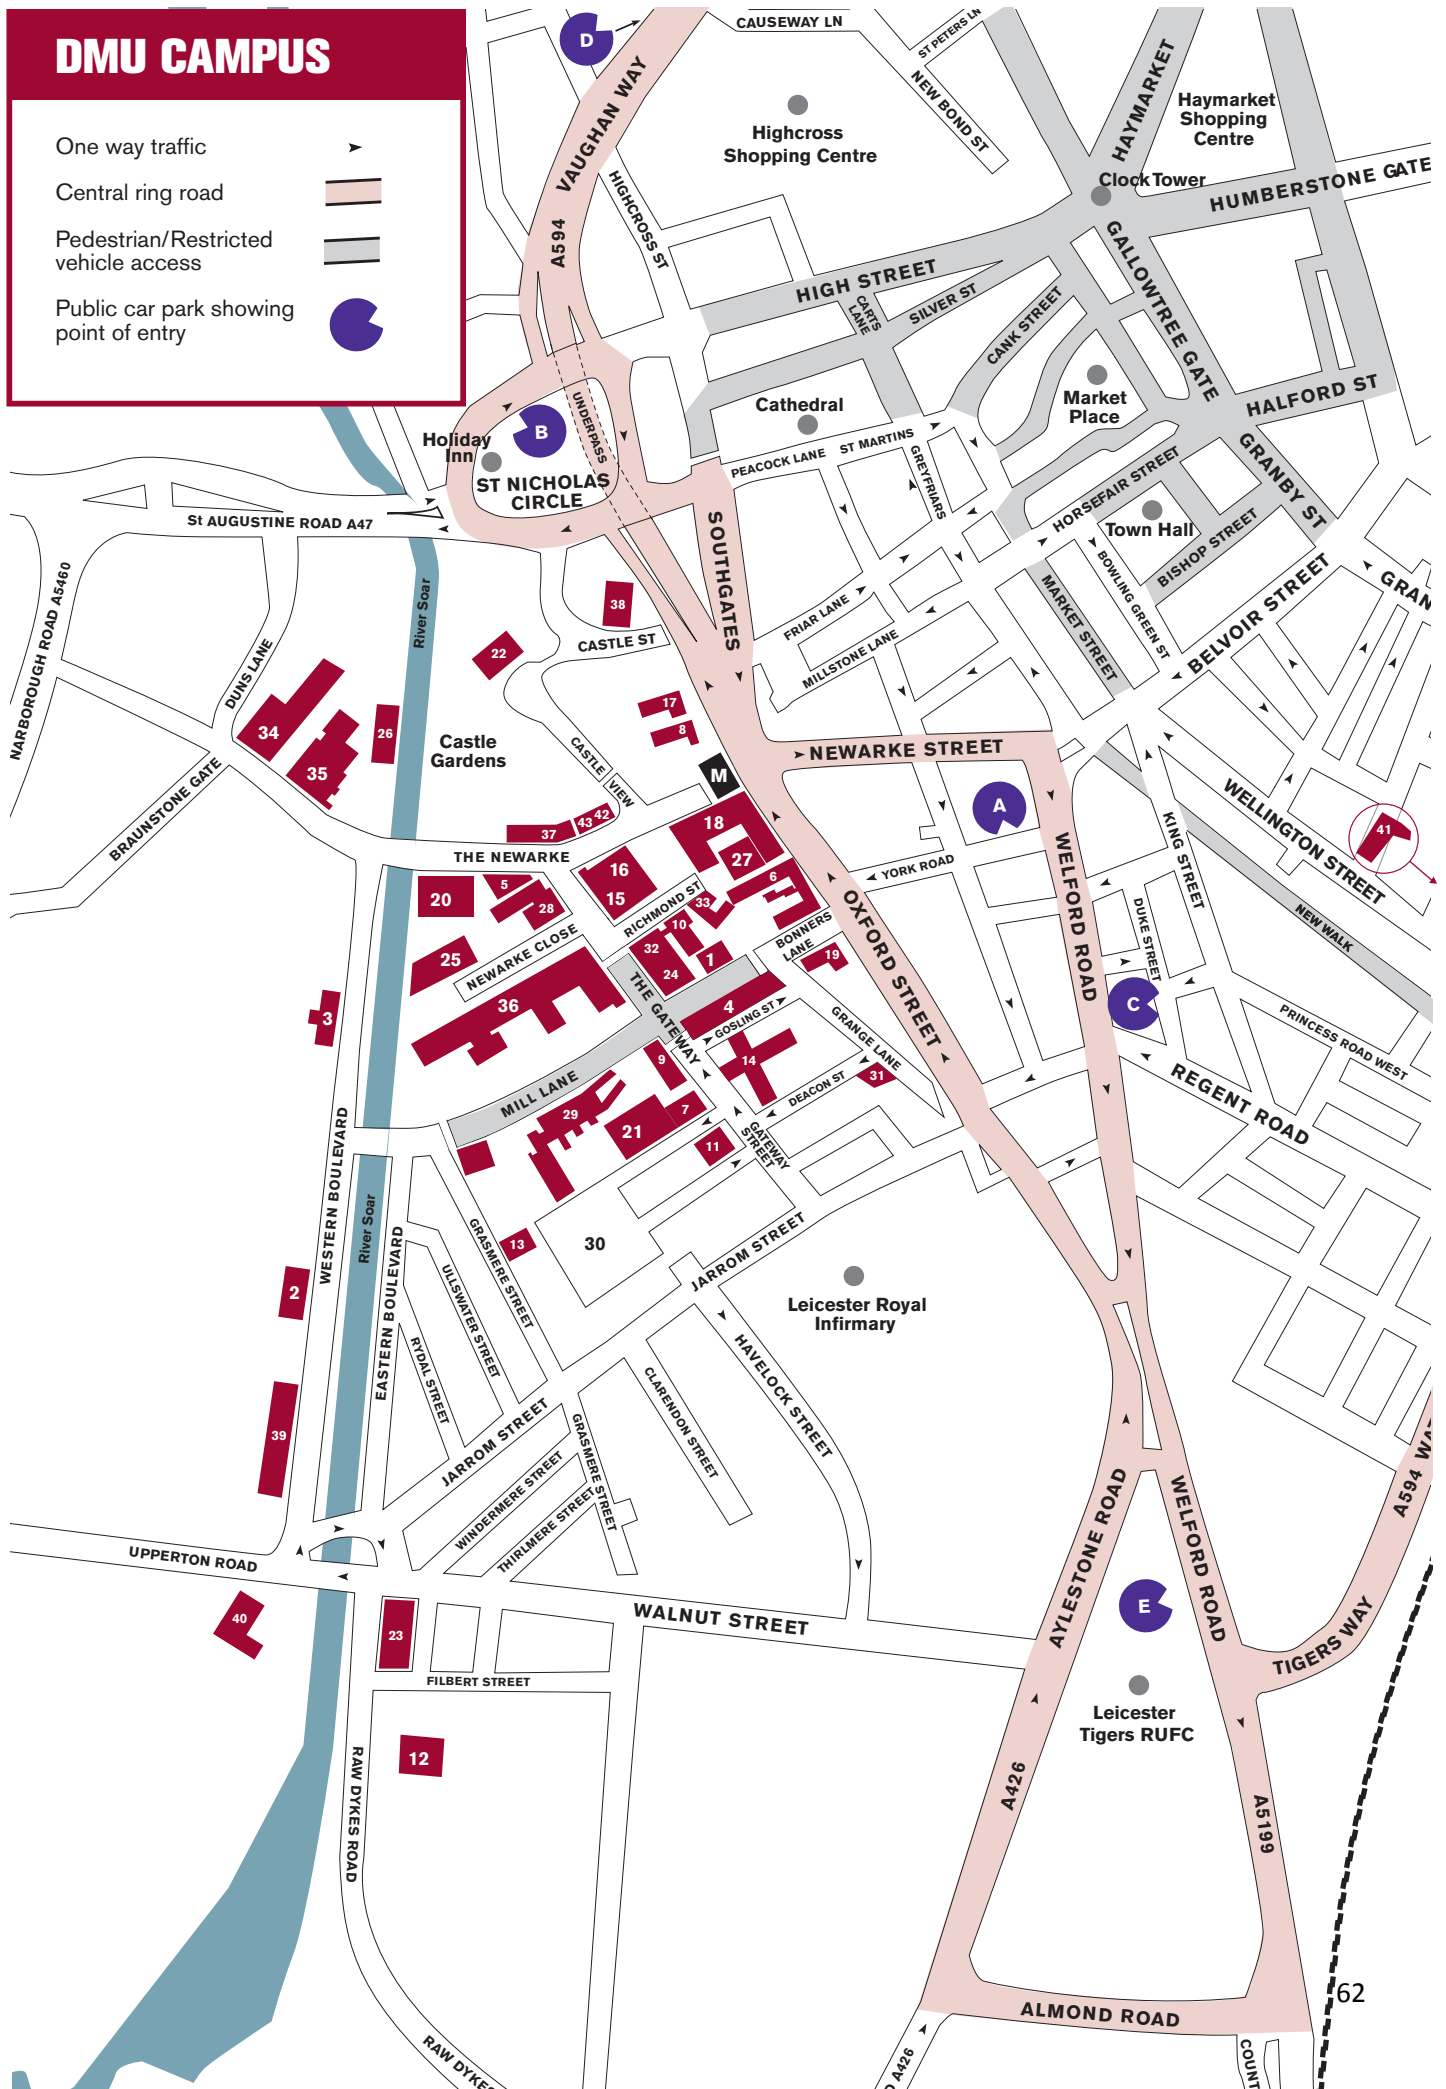 DMU CAMPUS
One way traffic
Central ring road
Pedestrian/Restricted
vehicle access
Public car park showing
point of entry
D
CAUSEWAY LN
ST PETERS LN
NEW BOND ST
HAYMARKET
Haymarket
Shopping
Centre
VAUGHAN WAY
A594
Highcross
Shopping Centre
HIGHCROSS ST
Clock Tower
HUMBERSTONE GATE
HIGH STREET
CARTS
LANE
SILVER ST
CANK STREET
GALLOWTREE GATE
Market
Place
HALFORD ST
Cathedral
UNDERPASS
B
Holiday
Inn
ST NICHOLAS
CIRCLE
PEACOCK LANE
ST MARTINS
GREYFRIARS
HORSEFAIR STREET
GRANBY ST
Town Hall
BISHOP STREET
BOWLING GREEN ST
MARKET STREET
BELVOIR STREET
GRAN
St AUGUSTINE ROAD A47
NARBOROUGH ROAD A5460
River Soar
SOUTHGATES
38
CASTLE ST
22
FRIAR LANE
MILLSTONE LANE
DUNS LANE
34
35
26
Castle
Gardens
17
8
CASTLE
VIEW
M
NEWARKE STREET
A
WELFORD ROAD
KING STREET
WELLINGTON STREET
41
NEW WALK
BRAUNSTONE GATE
37
43
42
THE NEWARKE
18
27
16
15
6
YORK ROAD
OXFORD STREET
20
5
28
RICHMOND ST
33
10
32
24
1
BONNERS
LANE
19
25
NEWARKE CLOSE
36
THE GATEWAY
4
GOSLING ST
GRANGE LANE
DUKE STREET
C
PRINCESS ROAD WEST
REGENT ROAD
3
MILL LANE
9
14
31
DEACON ST
29
21
7
11
GATEWAY
STREET
WESTERN BOULEVARD
River Soar
EASTERN BOULEVARD
GRASMERE STREET
13
30
JARROM STREET
ULLSWATER STREET
RYDAL STREET
2
39
Leicester Royal
Infirmary
HAVELOCK STREET
CLARENDON STREET
JARROM STREET
GRASMERE STREET
WINDERMERE STREET
THIRLMERE STREET
UPPERTON ROAD
40
23
WALNUT STREET
FILBERT STREET
12
RAW DYKES ROAD
RAW DYKES
AYLESTONE ROAD
WELFORD ROAD
A594 WAT
TIGERS WAY
E
Leicester
Tigers RUFC
A426
A5199
ALMOND ROAD
62
D A426
COUNT